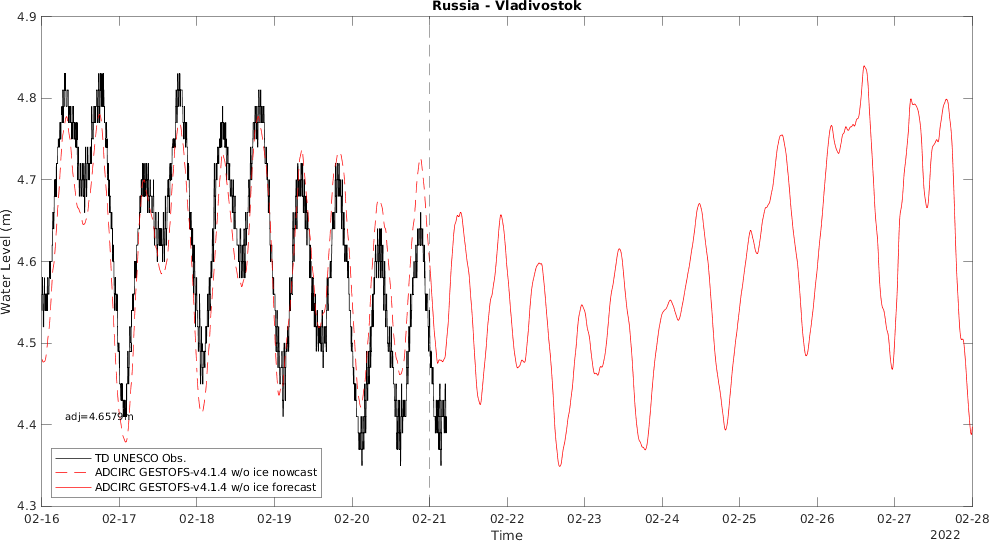 Russia - Vladivostok
4.9
4.8
4.7
4.6
4.5
4.4
4.3
Water Level (m)
adj=4.6579m
TD UNESCO Obs.
ADCIRC GESTOFS-v4.1.4 w/o ice nowcast
ADCIRC GESTOFS-v4.1.4 w/o ice forecast
02-16 02-17 02-18 02-19 02-20 02-21 02-22 02-23 02-24 02-25 02-26 02-27 02-28
Time
2022